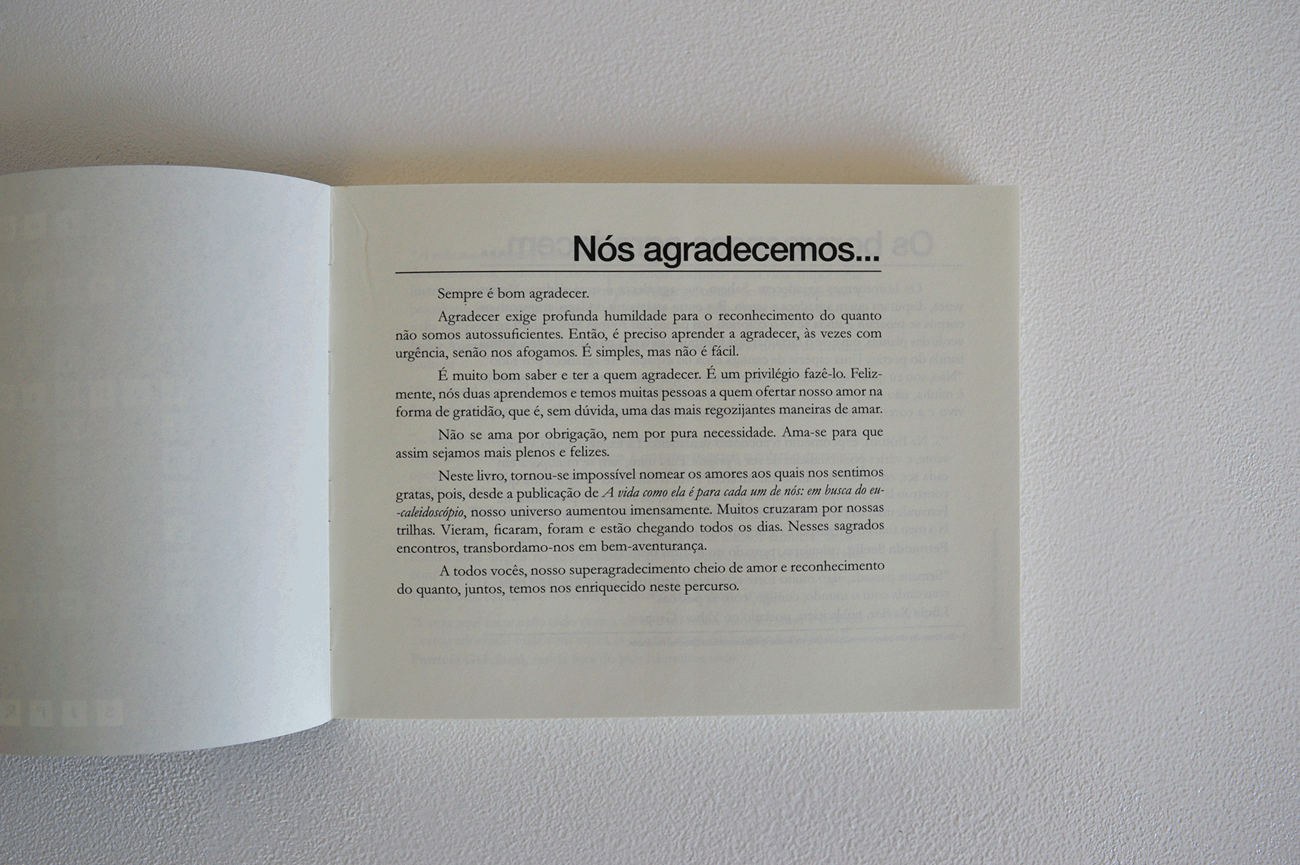 Nós agradecemos...
Sempre é bom agradecer.
Agradecer exige profunda humildade para o reconhecimento do quanto
não somos autossuficientes. Então, é preciso aprender a agradecer, às vezes com
urgência, senão nos afogamos. É simples, mas não é fácil.
É muito bom saber e ter a quem agradecer. É um privilégio fazê-lo. Feliz-
mente, nós duas aprendemos e temos muitas pessoas a quem ofertar nosso amor na
forma de gratidão, que é, sem dúvida, uma das mais regozijantes maneiras de amar.
Não se ama por obrigação, nem por pura necessidade. Ama-se para que
assim sejamos mais plenos e felizes.
Neste livro, tornou-se impossível nomear os amores aos quais nos sentimos
gratas, pois, desde a publicação de A vida como ela é para cada um de nós: em busca do eu-
-caleidoscópio, nosso universo aumentou imensamente. Muitos cruzaram por nossas
trilhas. Vieram, ficaram, foram e estão chegando todos os dias. Nesses sagrados
encontros, transbordamo-nos em bem-aventurança.
A todos vocês, nosso superagradecimento cheio de amor e reconhecimento
do quanto, juntos, temos nos enriquecido neste percurso.